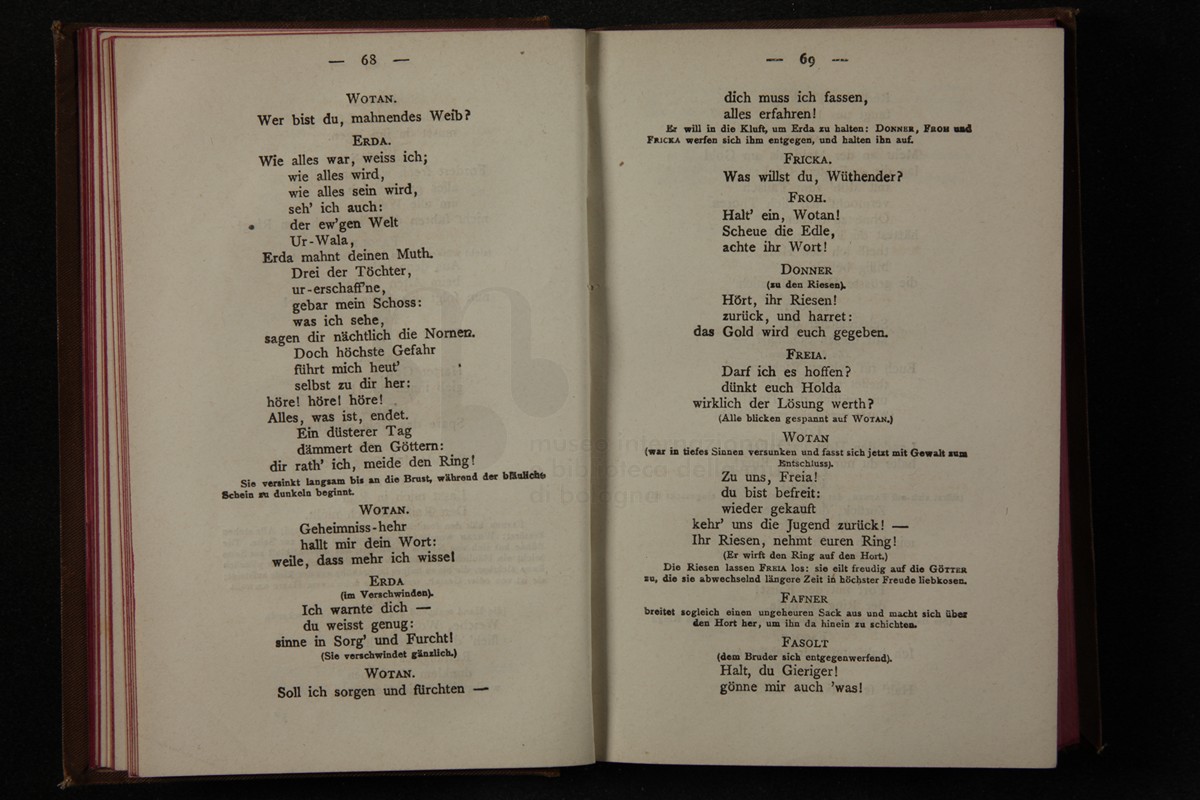 — 68 —
WOTAN.
Wer bist du, mahnendes Weib?
ERDA.
Wie alles war, weiss ich;
wie alles wird,
wie alles sein wird,
seh' ich auch:
der ew'gen Welt
Ur-Wala,
Erda mahnt deinen Muth.
Drei der Töchter,
ur-erschaff'ne,
gebar mein Schoss:
was ich sehe,
sagen dir nächtlich die Nornen.
Doch höchste Gefahr
führt mich heut'
selbst zu dir her:
höre! höre! höre!
Alles, was ist, endet.
Ein düsterer Tag
dämmert den Göttern:
dir rath' ich, meide den Ring!
Sie versinkt langsam bis an die Brust, während der bläuliche
Schein zu dunkeln beginnt.
WOTAN.
Geheimniss-hehr
hallt mir dein Wort:
weile, dass mehr ich wisse!
ERDA
(im Verschwinden).
Ich warnte dich —
du weisst genug:
sinne in Sorg' und Furcht!
(Sie verschwindet gänzlich.)
WOTAN.
Soll ich sorgen und fürchten —
— 69 —
dich muss ich fassen,
alles erfahren!
Er will in die Kluft, um Erda zu halten: DONNER, FROH und
FRICKA werfen sich ihm entgegen, und halten ihn auf.
FRICKA.
Was willst du, Wüthender?
FROH.
Halt' ein, Wotan!
Scheue die Edle,
achte ihr Wort!
DONNER
(zu den Riesen).
Hört, ihr Riesen!
zurück, und harret:
das Gold wird euch gegeben.
FREIA.
Darf ich es hoffen?
dünkt euch Holda
wirklich der Lösung werth?
(Alle blicken gespannt auf WOTAN.)
WOTAN
(war in tiefes Sinnen versunken und fasst sich jetzt mit Gewalt zum
Entschluss).
Zu uns, Freia!
du bist befreit:
wieder gekauft
kehr' uns die Jugend zurück! —
Ihr Riesen, nehmt euren Ring!
(Er wirft den Ring auf den Hort.)
Die Riesen lassen FREIA los: sie eilt freudig auf die GÖTTER
zu, die sie abwechselnd längere Zeit in höchster Freude liebkosen.
FAFNER
breitet sogleich einen ungeheuren Sack aus und macht sich über
den Hort her, um ihn da hinein zu schichten.
FASOLT
(dem Bruder sich entgegenwerfend).
Halt, du Gieriger!
gönne mir auch 'was!
museo internazionale
biblioteca della
di bologna